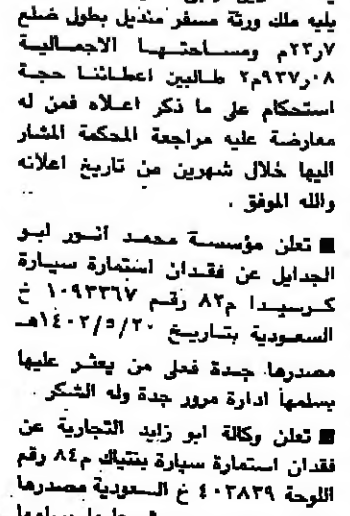 يليه ملك ورثة مسفر منديل بطول ضلع
٢٣٫٧م ومساحتها الاجمالية
٩٣٧٫٠٨م٢ طالبين اعطائنا حجة
استحكام على ما ذكر اعلاه فمن له
معارضة عليه مراجعة المحكمة المشار
اليها خلال شهرين من تاريخ اعلانه
والله الموفق .
■ تعلن مؤسسة محمد أنور ابو
الجدايل عن فقدان استمارة سيارة
كرسيدا م٨٢ رقم ١٠٩٣٣٦٧ خ
السعودية بتاريخ ١٤٠٢/٥/٢٠هـ
مصدرها جدة فعلى من يعثر عليها
يسلمها ادارة مرور جدة وله الشكر .
■ تعلن وكالة ابو زايد التجارية عن
فقدان استمارة سيارة بنتياك م٨٤ رقم
اللوحة ٤٠٣٨٣٩ خ السعودية مصدرها